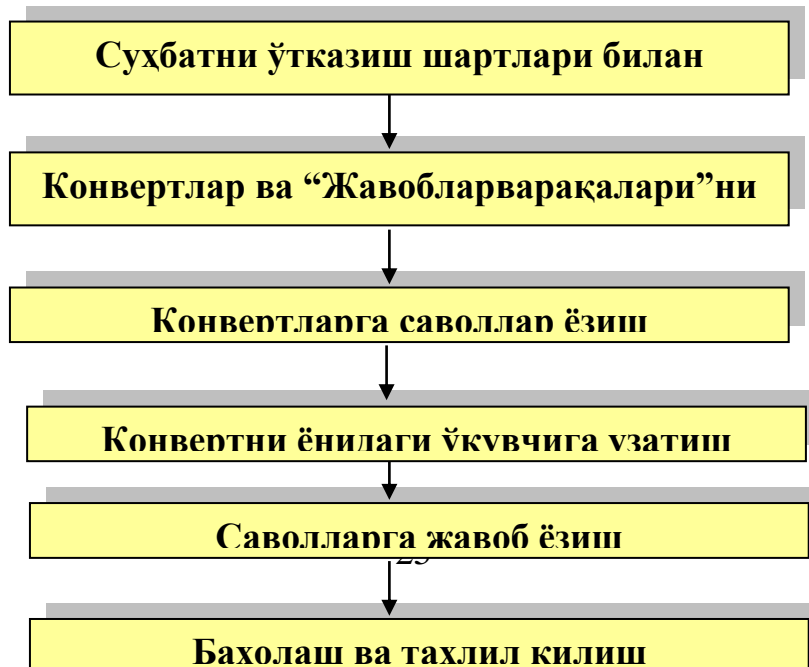 Суҳбатни ўтказиш шартлари билан
Конвертлар ва “Жавобларварақалари”ни
Конвертларга саволлар ёзиш
Конвертни ёнидаги ўқувчига узатиш
Саволларга жавоб ёзиш
Баҳолаш ва таҳлил қилиш